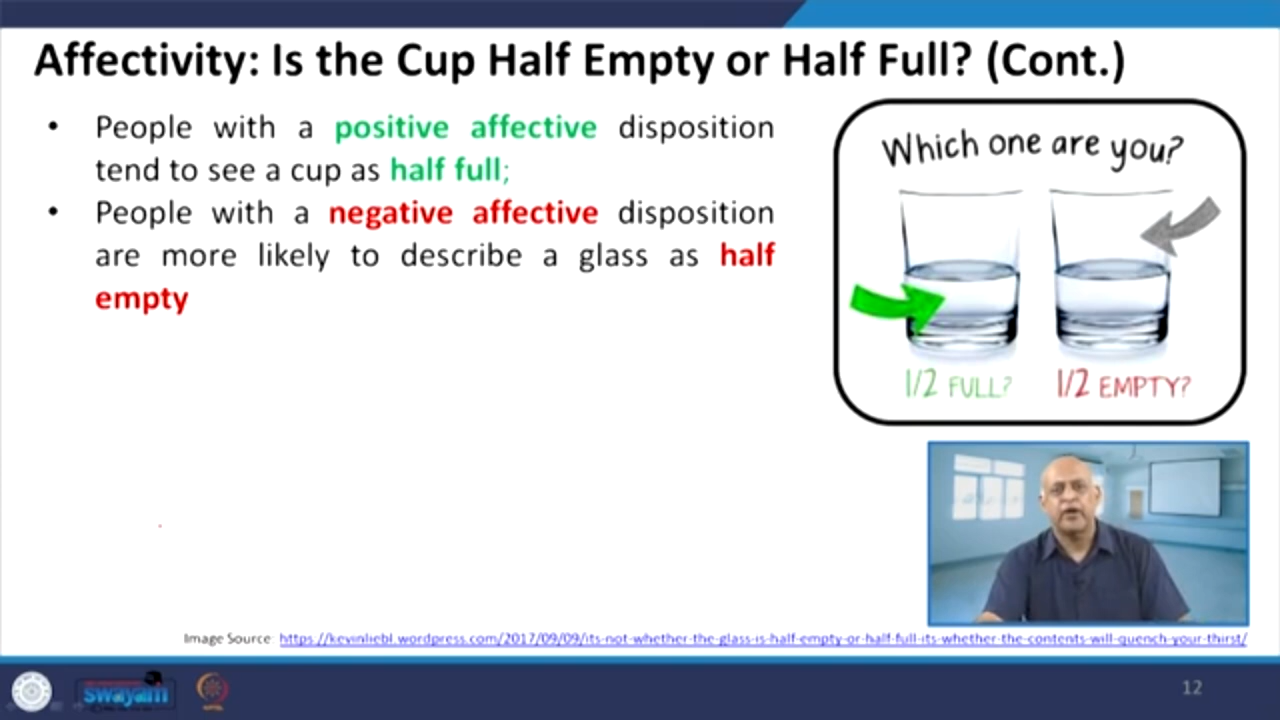 Affectivity: Is the Cup Half Empty or Half Full? (Cont.)
• People with a positive affective disposition
tend to see a cup as half full;
• People with a negative affective disposition
are more likely to describe a glass as half
empty
Which one are you?
1/2 FULL?
1/2 EMPTY?
Image Source: https://kevinliebl.wordpress.com/2017/09/09/its-not-whether-the-glass-is-half-empty-or-half-full-its-whether-the-contents-will-quench-your-thirst/
swayam
12